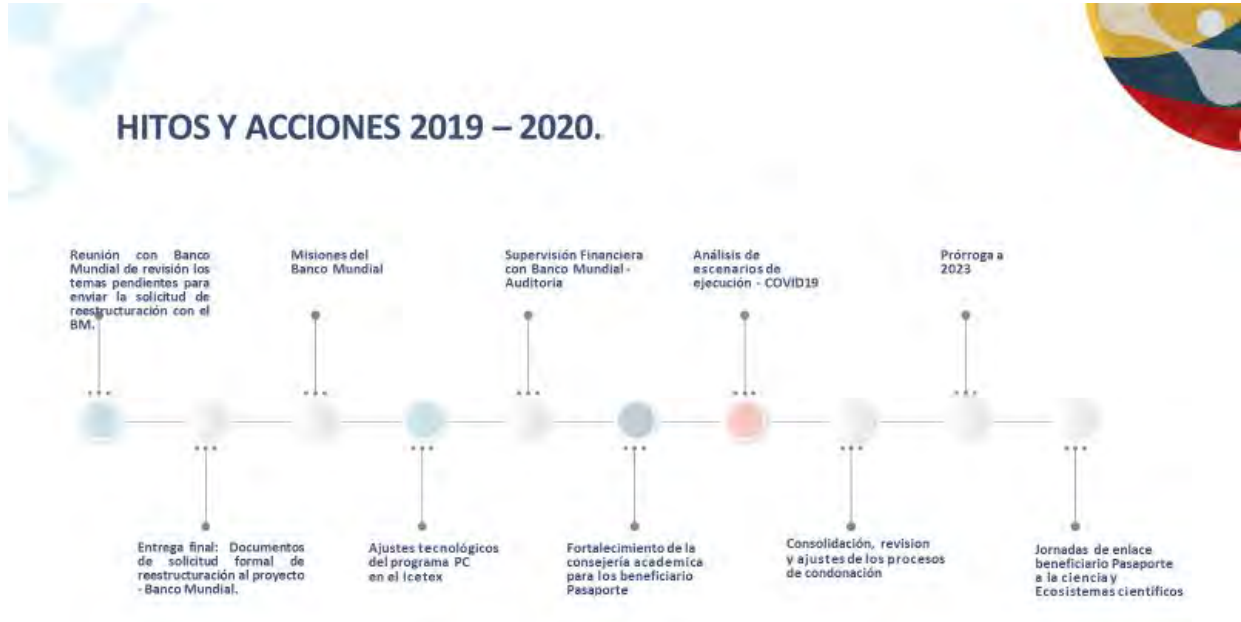 HITOS Y ACCIONES 2019 – 2020.
Reunión con Banco
Mundial de revisión los
temas pendientes para
enviar la solicitud de
reestructuración con el
BM.
Misiones del
Banco Mundial
Supervisión Financiera
con Banco Mundial -
Auditoria
Análisis de
escenarios de
ejecución - COVID19
Prórroga a
2023
Entrega final: Documentos
de solicitud formal de
reestructuración al proyecto
- Banco Mundial.
Ajustes tecnológicos
del programa PC
en el Icetex
Fortalecimiento de la
consejería academica
para los beneficiario
Pasaporte
Consolidación, revision
y ajustes de los procesos
de condonación
Jornadas de enlace
beneficiario Pasaporte
a la ciencia y
Ecosistemas científicos